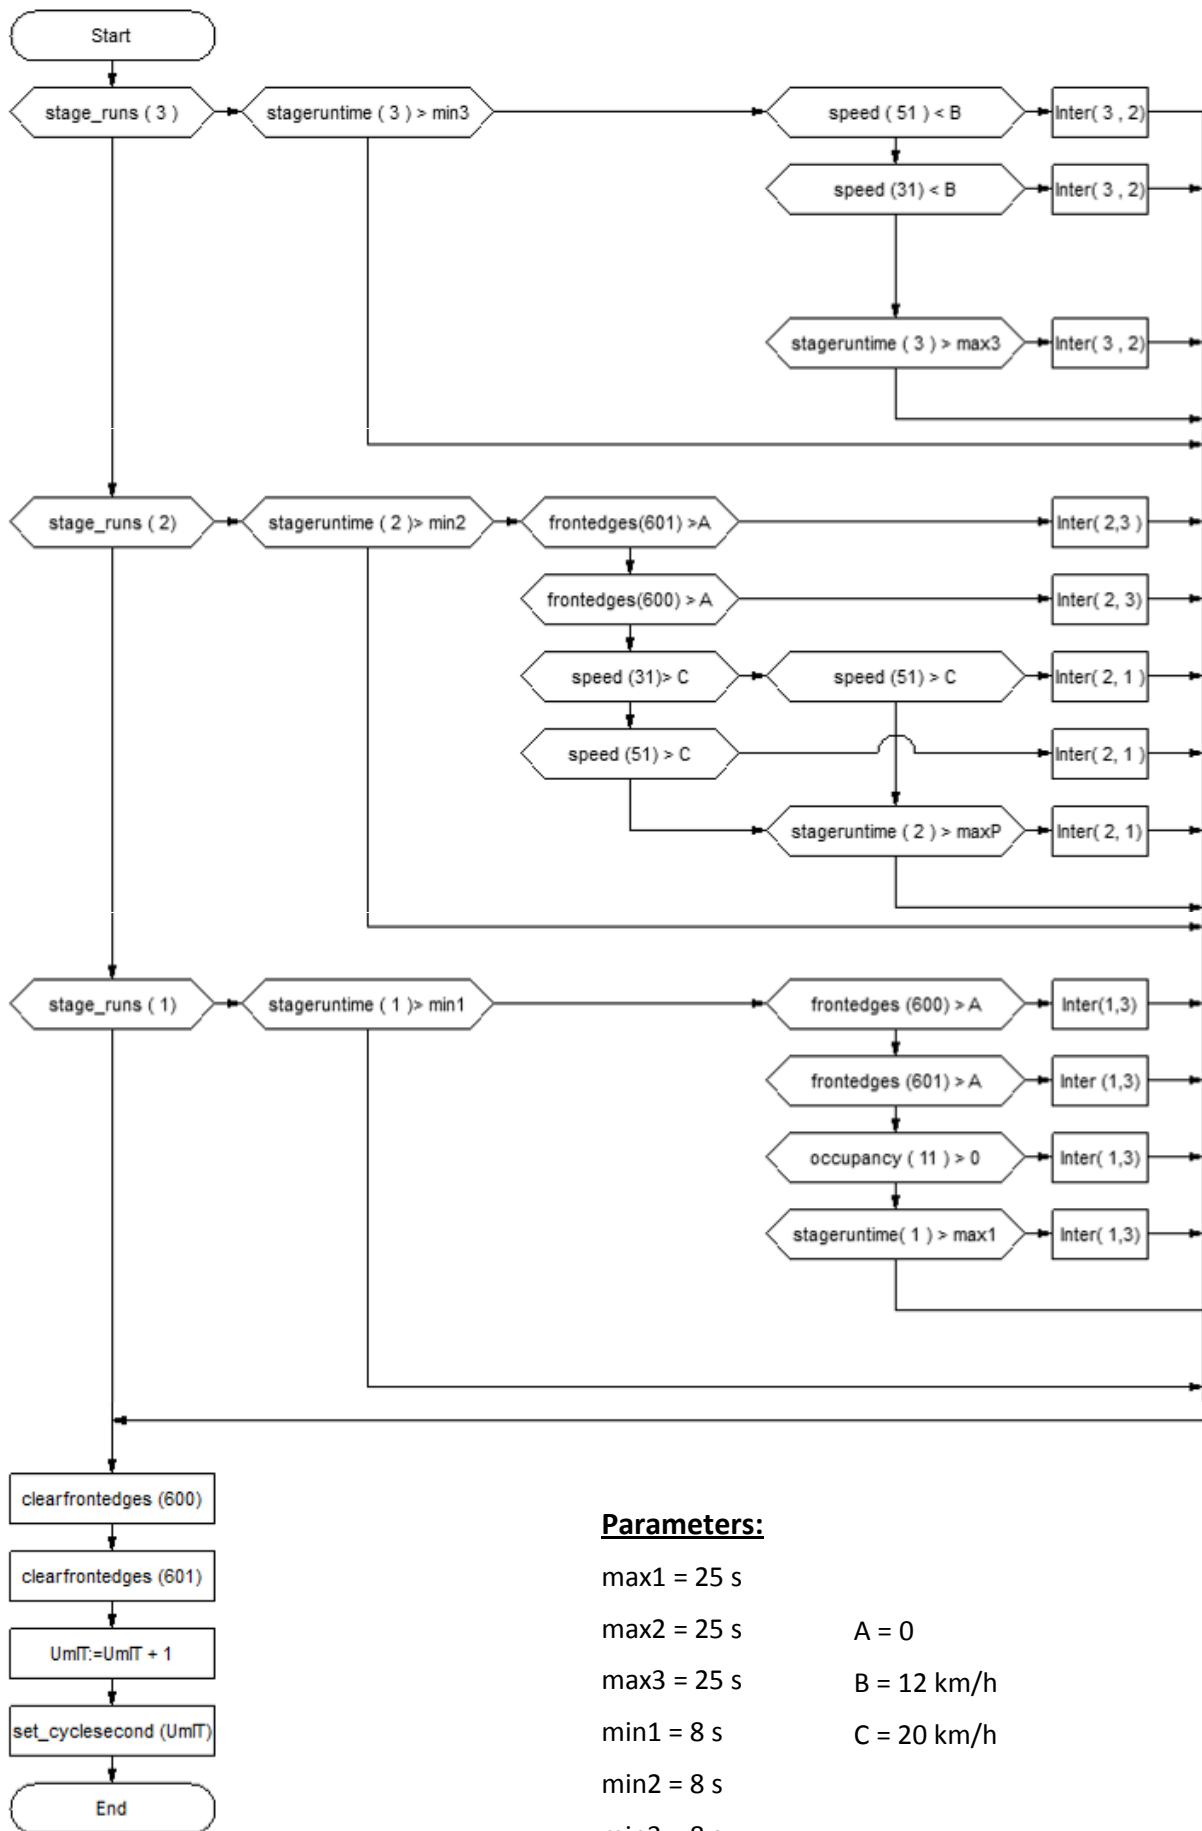 Start
stage_runs ( 3 )
stageruntime ( 3 ) > min3
speed ( 51 ) < B
Inter( 3 , 2)
speed (31) < B
Inter( 3 , 2)
stageruntime ( 3 ) > max3
Inter( 3 , 2)
stage_runs ( 2)
stageruntime ( 2 )> min2
frontedges(601) >A
Inter( 2,3 )
frontedges(600) > A
Inter( 2, 3)
speed (31)> C
speed (51) > C
Inter( 2, 1 )
speed (51) > C
Inter( 2, 1 )
stageruntime ( 2 ) > maxP
Inter( 2, 1)
stage_runs ( 1)
stageruntime ( 1 )> min1
frontedges (600) > A
Inter(1,3)
frontedges (601) > A
Inter (1,3)
occupancy ( 11 ) > 0
Inter( 1,3)
stageruntime( 1 ) > max1
Inter( 1,3)
clearfrontedges (600)
clearfrontedges (601)
UmlT:=UmlT + 1
set_cyclesecond (UmlT)
End
Parameters:
max1 = 25 s
max2 = 25 s
A = 0
max3 = 25 s
B = 12 km/h
min1 = 8 s
C = 20 km/h
min2 = 8 s